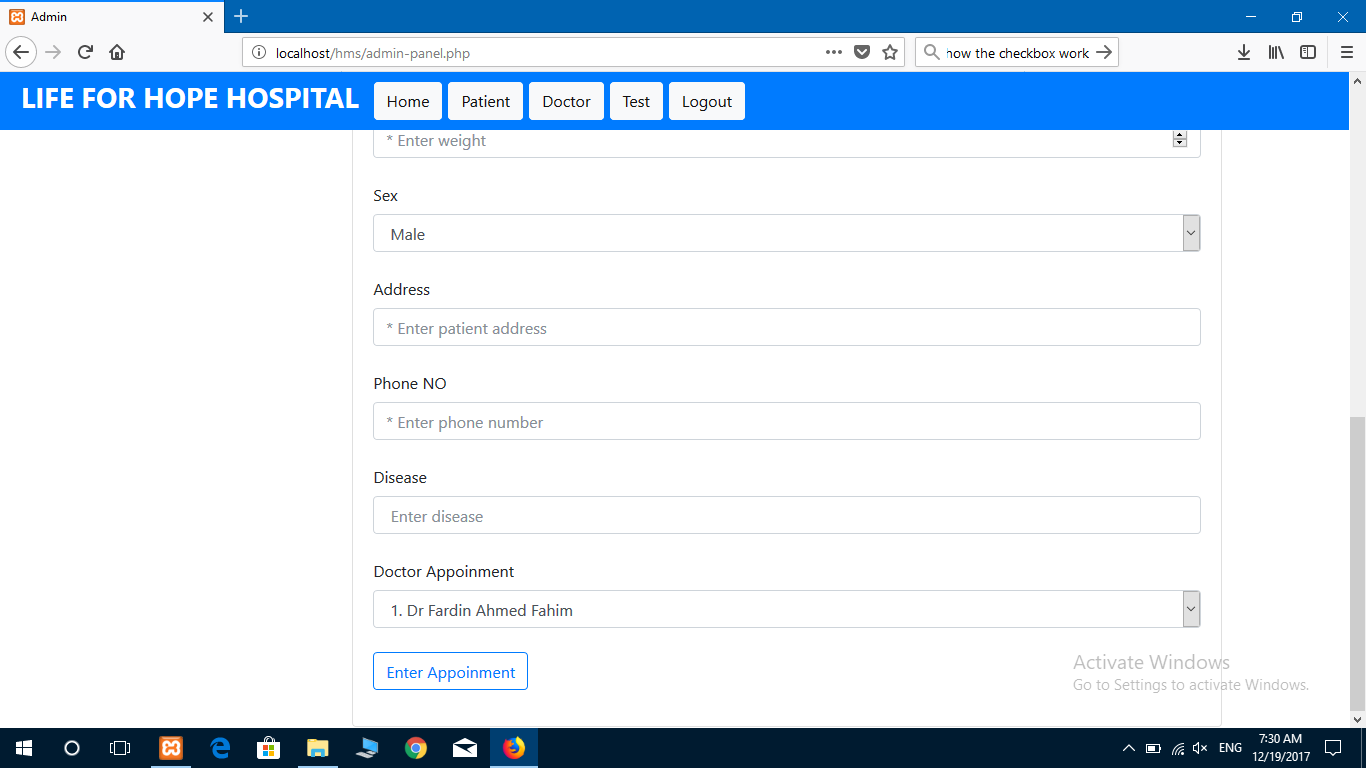 Admin
localhost/hms/admin-panel.php
now the checkbox work
LIFE FOR HOPE HOSPITAL Home Patient Doctor Test Logout
* Enter weight
Sex
Male
Address
* Enter patient address
Phone NO
* Enter phone number
Disease
Enter disease
Doctor Appoinment
1. Dr Fardin Ahmed Fahim
Enter Appoinment
Activate Windows
Go to Settings to activate Windows.
ENG
7:30 AM
12/19/2017